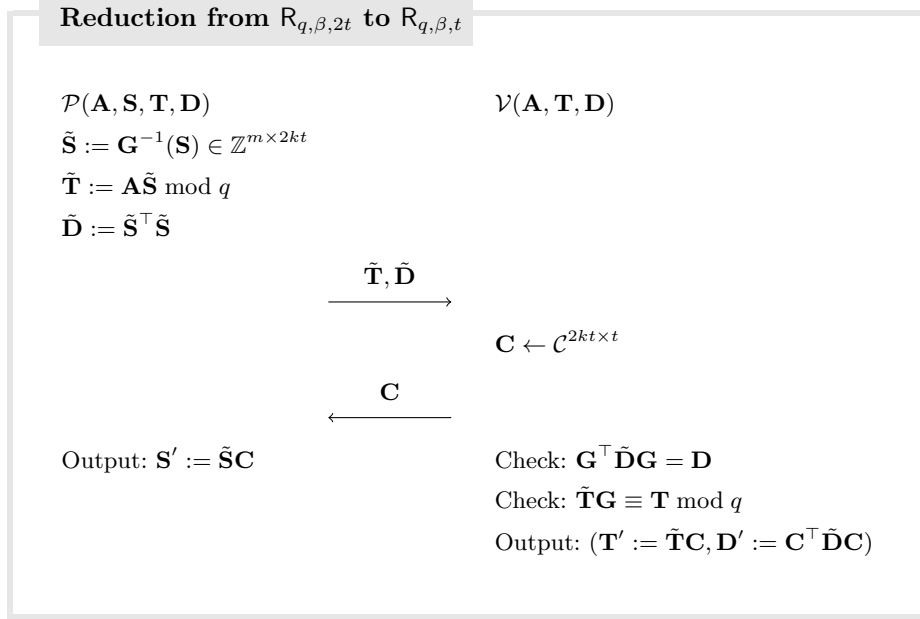 Reduction from R_{q,β,2t} to R_{q,β,t}
𝒫(A, S, T, D) 𝒱(A, T, D)
S̃ := G^{-1}(S) ∈ ℤ^{m×2kt}
T̃ := AS̃ mod q
D̃ := S̃^⊤S̃
T̃, D̃
C ← 𝒞^{2kt×t}
C
Output: S′ := S̃C Check: G^⊤D̃G = D
Check: T̃G ≡ T mod q
Output: (T′ := T̃C, D′ := C^⊤D̃C)